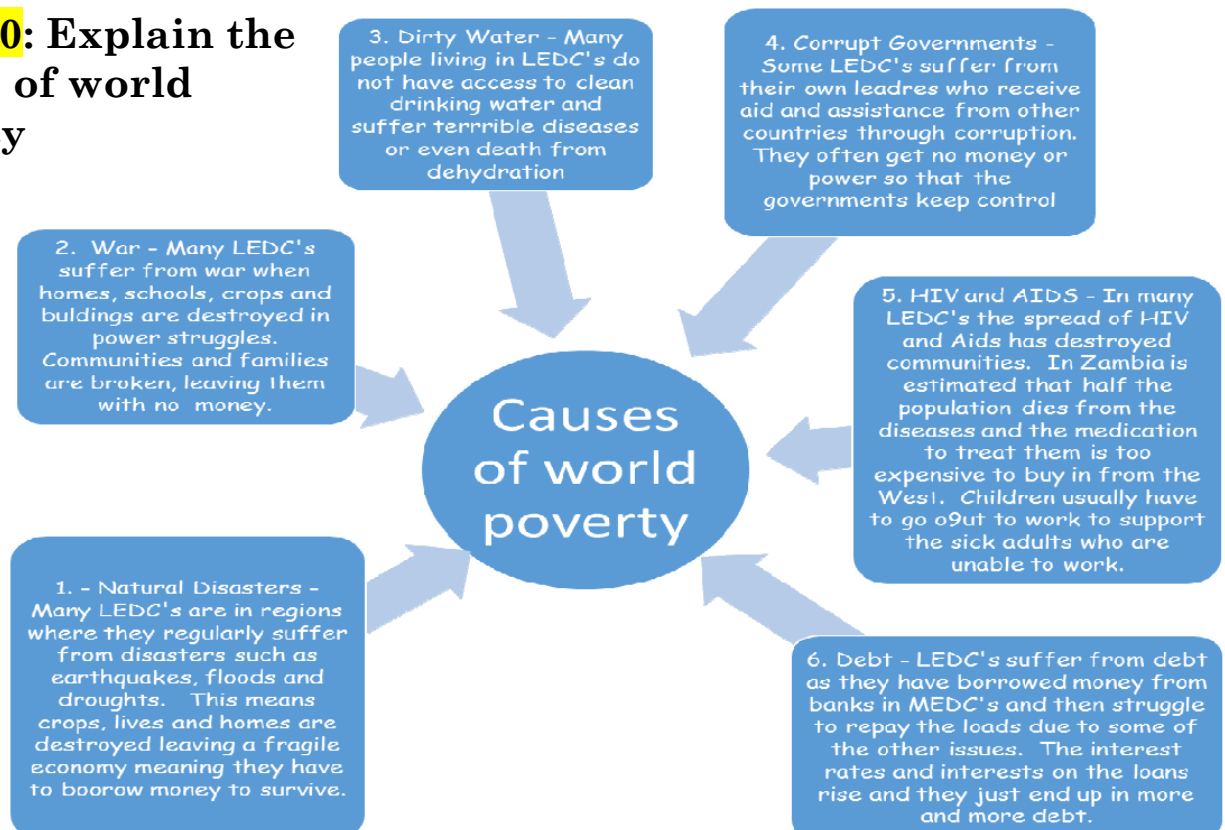 0: Explain the
of world
y
3. Dirty Water - Many
people living in LEDC's do
not have access to clean
drinking water and
suffer terrrible diseases
or even death from
dehydration
4. Corrupt Governments -
Some LEDC's suffer from
their own leadres who receive
aid and assistance from other
countries through corruption.
They often get no money or
power so that the
governments keep control
2. War - Many LEDC's
suffer from war when
homes, schools, crops and
buldings are destroyed in
power struggles.
Communities and families
are broken, leaving them
with no money.
5. HIV and AIDS - In many
LEDC's the spread of HIV
and Aids has destroyed
communities. In Zambia is
estimated that half the
population dies from the
diseases and the medication
to treat them is too
expensive to buy in from the
West. Children usually have
to go o9ut to work to support
the sick adults who are
unable to work.
Causes
of world
poverty
1. - Natural Disasters -
Many LEDC's are in regions
where they regularly suffer
from disasters such as
earthquakes, floods and
droughts. This means
crops, lives and homes are
destroyed leaving a fragile
economy meaning they have
to boorow money to survive.
6. Debt - LEDC's suffer from debt
as they have borrowed money from
banks in MEDC's and then struggle
to repay the loads due to some of
the other issues. The interest
rates and interests on the loans
rise and they just end up in more
and more debt.